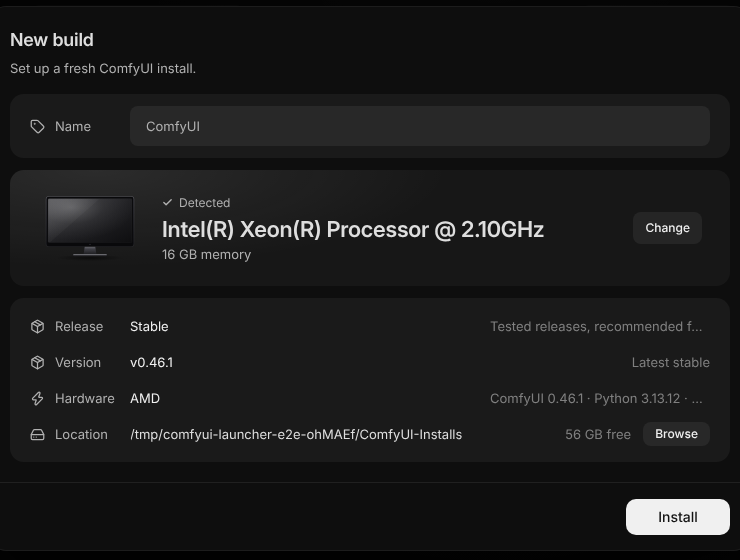 New build
Set up a fresh ComfyUI install.
Name
ComfyUI
Detected
Intel(R) Xeon(R) Processor @ 2.10GHz
16 GB memory
Change
Release Stable Tested releases, recommended f...
Version v0.46.1 Latest stable
Hardware AMD ComfyUI 0.46.1 · Python 3.13.12 · ...
Location /tmp/comfyui-launcher-e2e-ohMAEf/ComfyUI-Installs 56 GB free Browse
Install